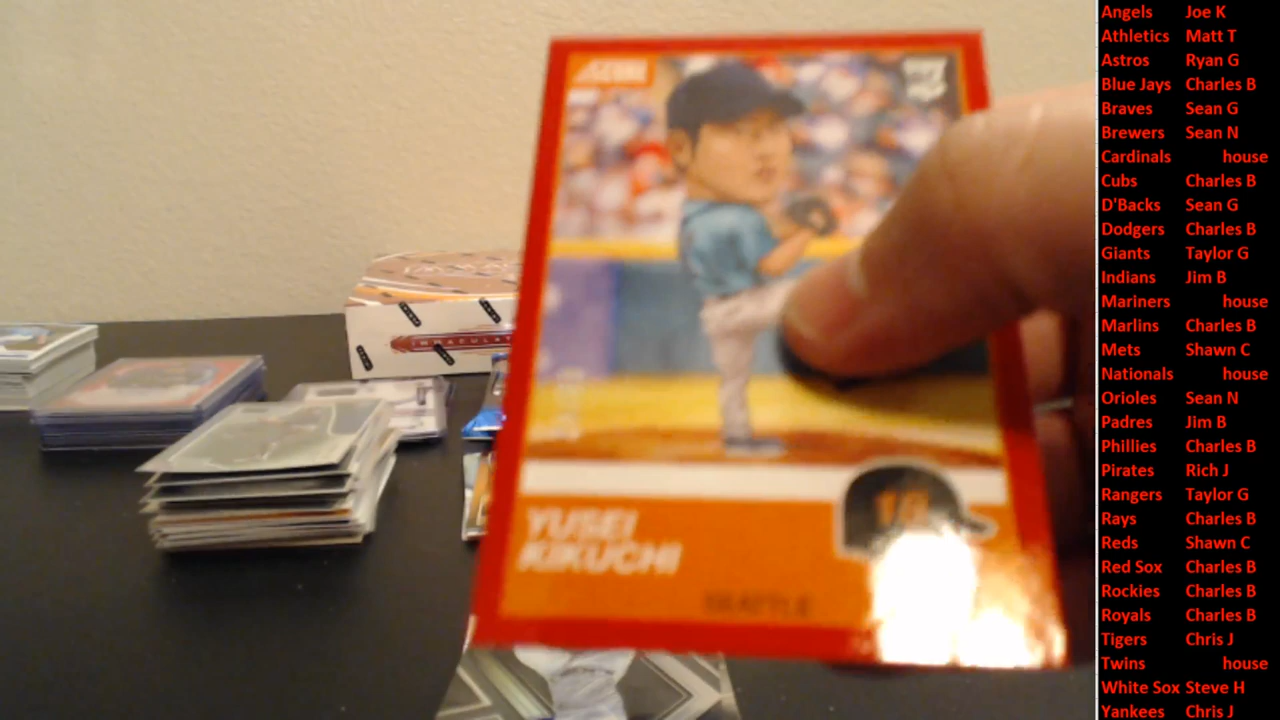 SCORE
YUSEI
KIKUCHI
SEATTLE
IMMACULATE
Angels Joe K
Athletics Matt T
Astros Ryan G
Blue Jays Charles B
Braves Sean G
Brewers Sean N
Cardinals house
Cubs Charles B
D'Backs Sean G
Dodgers Charles B
Giants Taylor G
Indians Jim B
Mariners house
Marlins Charles B
Mets Shawn C
Nationals house
Orioles Sean N
Padres Jim B
Phillies Charles B
Pirates Rich J
Rangers Taylor G
Rays Charles B
Reds Shawn C
Red Sox Charles B
Rockies Charles B
Royals Charles B
Tigers Chris J
Twins house
White Sox Steve H
Yankees Chris J